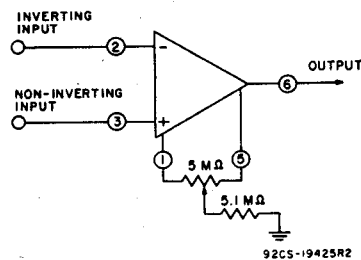 INVERTING
INPUT
2
-
NON-INVERTING
INPUT
3
+
6
OUTPUT
1
5 MΩ
5
5.1 MΩ
92CS-19425R2